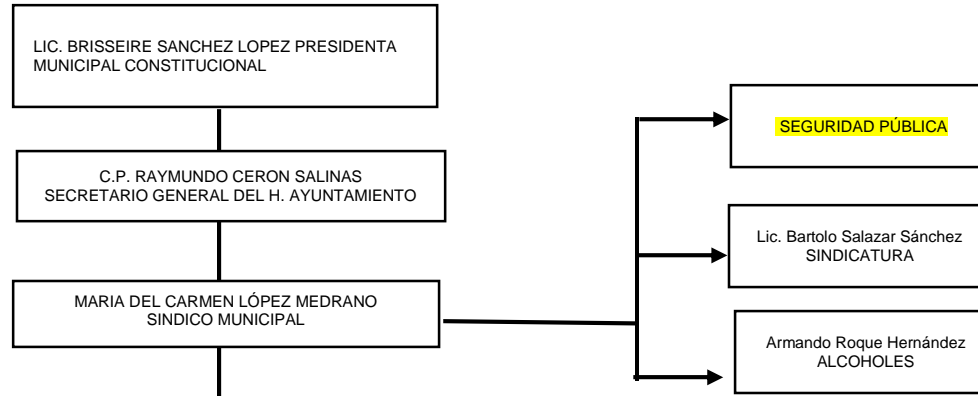 LIC. BRISSEIRE SANCHEZ LOPEZ PRESIDENTA
MUNICIPAL CONSTITUCIONAL
C.P. RAYMUNDO CERON SALINAS
SECRETARIO GENERAL DEL H. AYUNTAMIENTO
MARIA DEL CARMEN LÓPEZ MEDRANO
SINDICO MUNICIPAL
SEGURIDAD PÚBLICA
Lic. Bartolo Salazar Sánchez
SINDICATURA
Armando Roque Hernández
ALCOHOLES